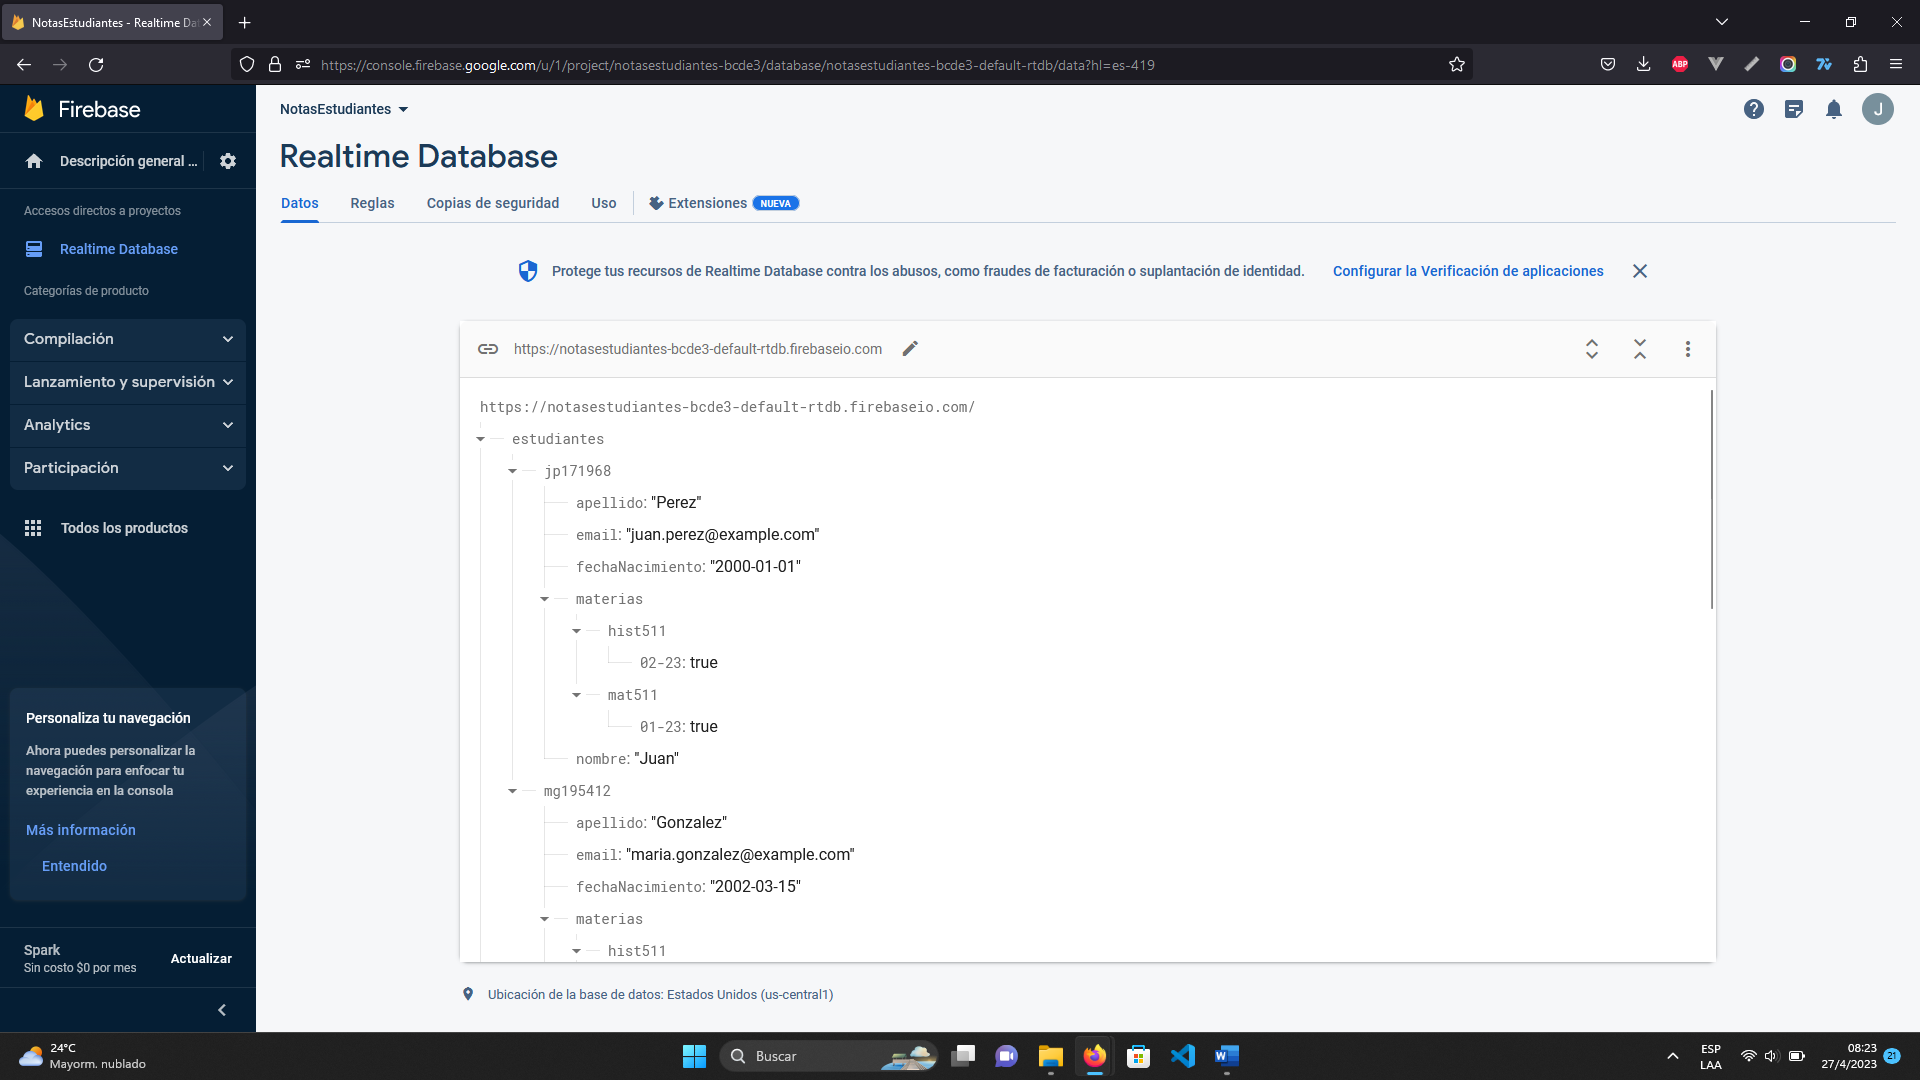 NotasEstudiantes - Realtime Da
https://console.firebase.google.com/u/1/project/notasestudiantes-bcde3/database/notasestudiantes-bcde3-default-rtdb/data?hl=es-419
ABP
Firebase
NotasEstudiantes
J
Descripción general ...
Realtime Database
Accesos directos a proyectos
Datos
Reglas
Copias de seguridad
Uso
Extensiones
NUEVA
Realtime Database
Categorías de producto
Protege tus recursos de Realtime Database contra los abusos, como fraudes de facturación o suplantación de identidad.
Configurar la Verificación de aplicaciones
Compilación
Lanzamiento y supervisión
Analytics
Participación
Todos los productos
https://notasestudiantes-bcde3-default-rtdb.firebaseio.com
https://notasestudiantes-bcde3-default-rtdb.firebaseio.com/
estudiantes
jp171968
apellido: "Perez"
email: "juan.perez@example.com"
fechaNacimiento: "2000-01-01"
materias
hist511
02-23: true
mat511
01-23: true
nombre: "Juan"
mg195412
apellido: "Gonzalez"
email: "maria.gonzalez@example.com"
fechaNacimiento: "2002-03-15"
materias
hist511
Personaliza tu navegación
Ahora puedes personalizar la
navegación para enfocar tu
experiencia en la consola
Más información
Entendido
Spark
Sin costo $0 por mes
Actualizar
Ubicación de la base de datos: Estados Unidos (us-central1)
24°C
Mayorm. nublado
Buscar
ESP
LAA
08:23
27/4/2023
21